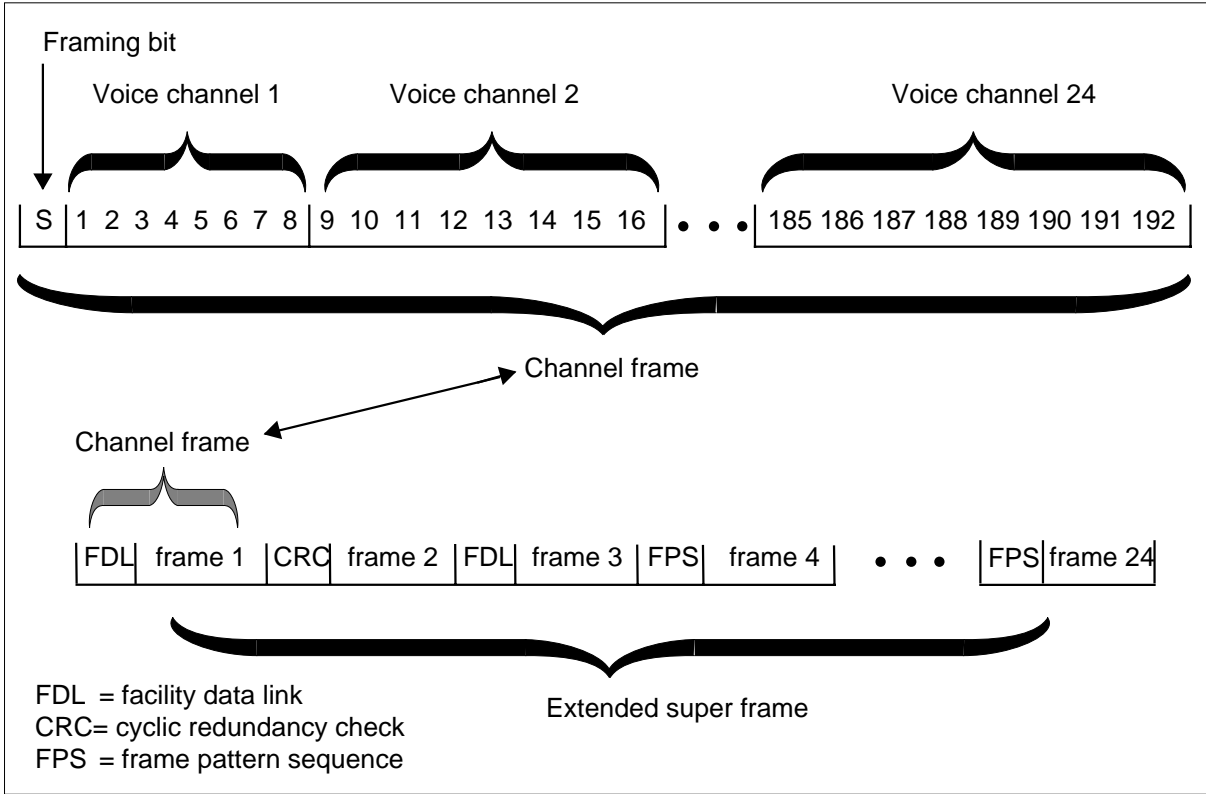 Framing bit
Voice channel 1 Voice channel 2 Voice channel 24
S 1 2 3 4 5 6 7 8 9 10 11 12 13 14 15 16 • • • 185 186 187 188 189 190 191 192
Channel frame
Channel frame
FDL frame 1 CRC frame 2 FDL frame 3 FPS frame 4 • • • FPS frame 24
Extended super frame
FDL = facility data link
CRC= cyclic redundancy check
FPS = frame pattern sequence